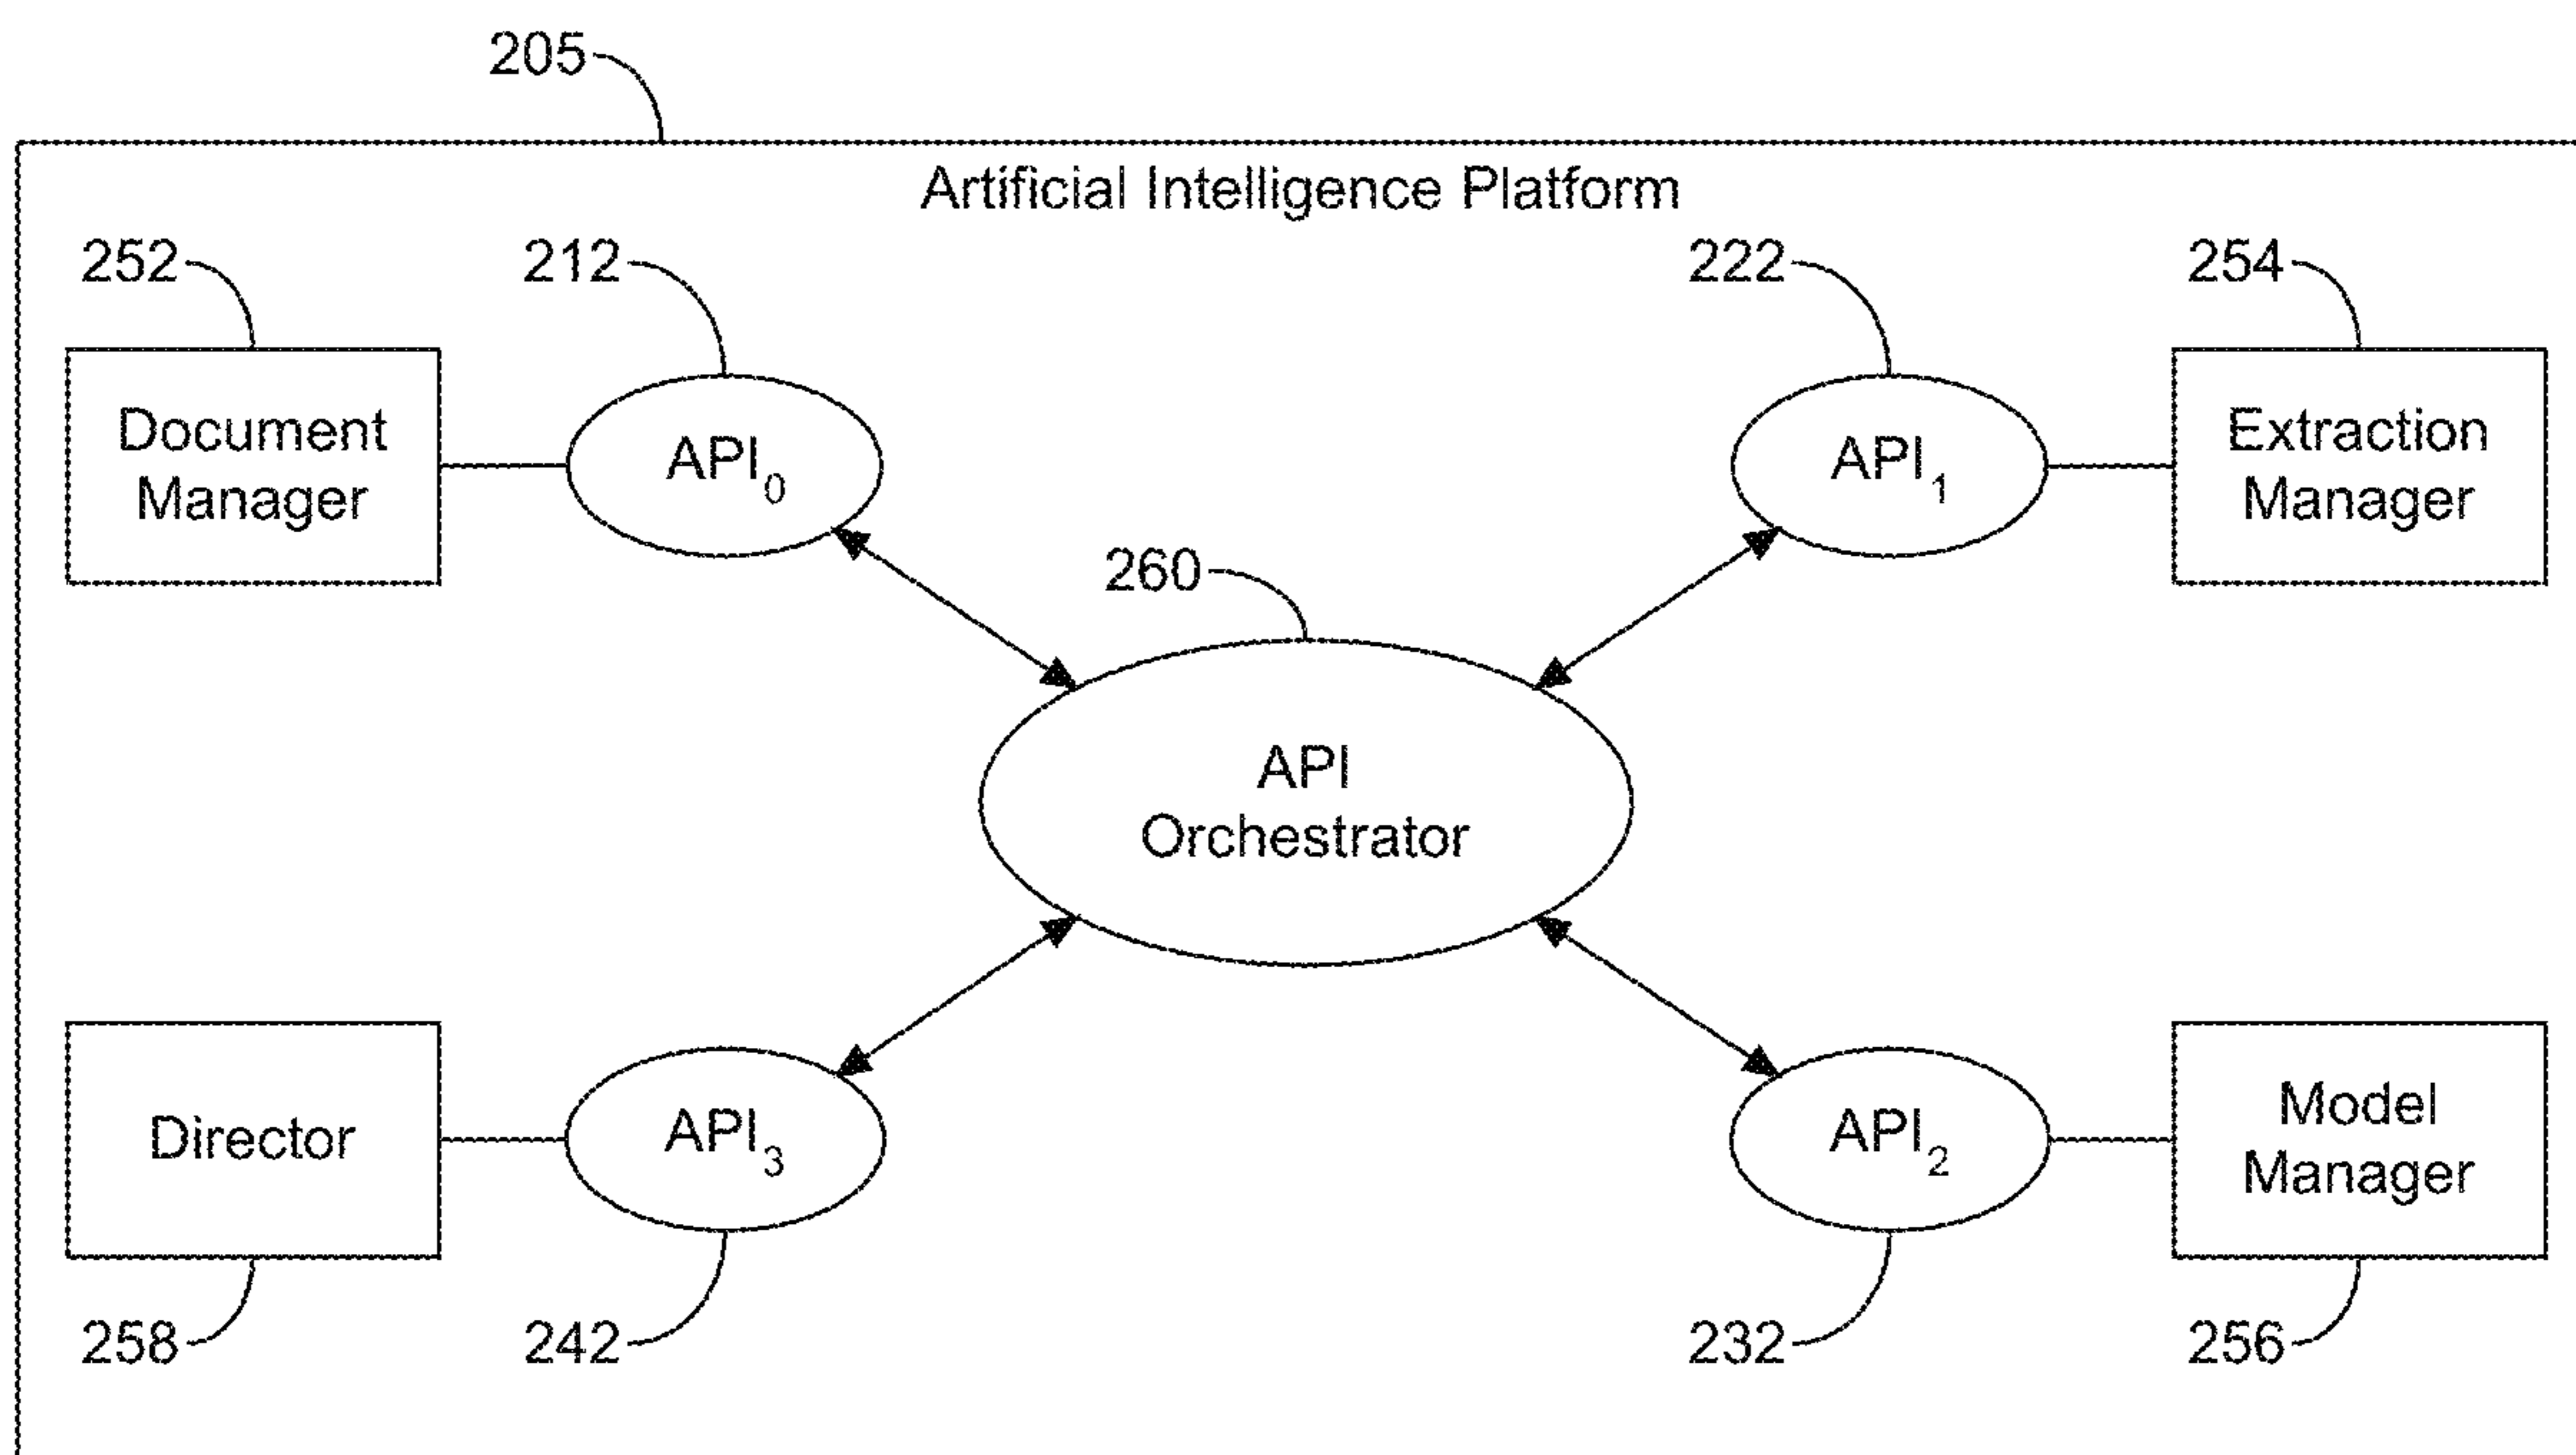 205
Artificial Intelligence Platform
252 212 222 254
Document
Manager
API0
API1
Extraction
Manager
260
API
Orchestrator
Director
API3
API2
Model
Manager
258 242 232 256